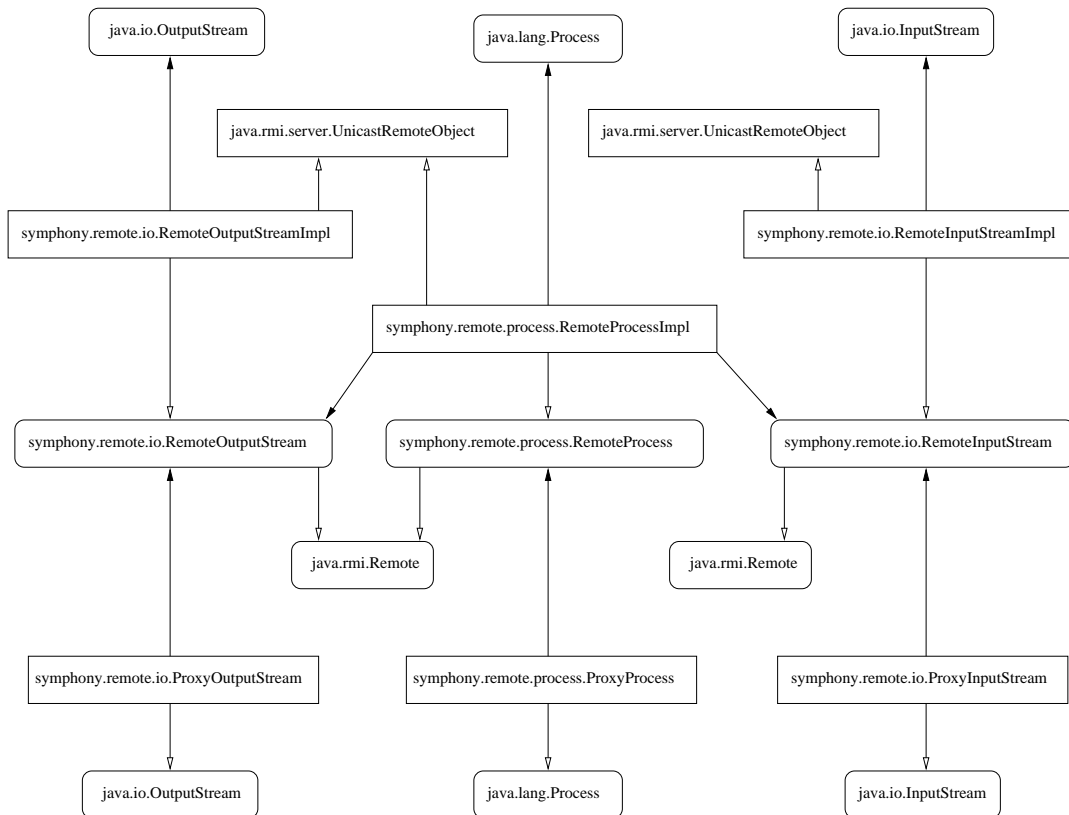 java.io.OutputStream
java.lang.Process
java.io.InputStream
java.rmi.server.UnicastRemoteObject
java.rmi.server.UnicastRemoteObject
symphony.remote.io.RemoteOutputStreamImpl
symphony.remote.io.RemoteInputStreamImpl
symphony.remote.process.RemoteProcessImpl
symphony.remote.io.RemoteOutputStream
symphony.remote.process.RemoteProcess
symphony.remote.io.RemoteInputStream
java.rmi.Remote
java.rmi.Remote
symphony.remote.io.ProxyOutputStream
symphony.remote.process.ProxyProcess
symphony.remote.io.ProxyInputStream
java.io.OutputStream
java.lang.Process
java.io.InputStream